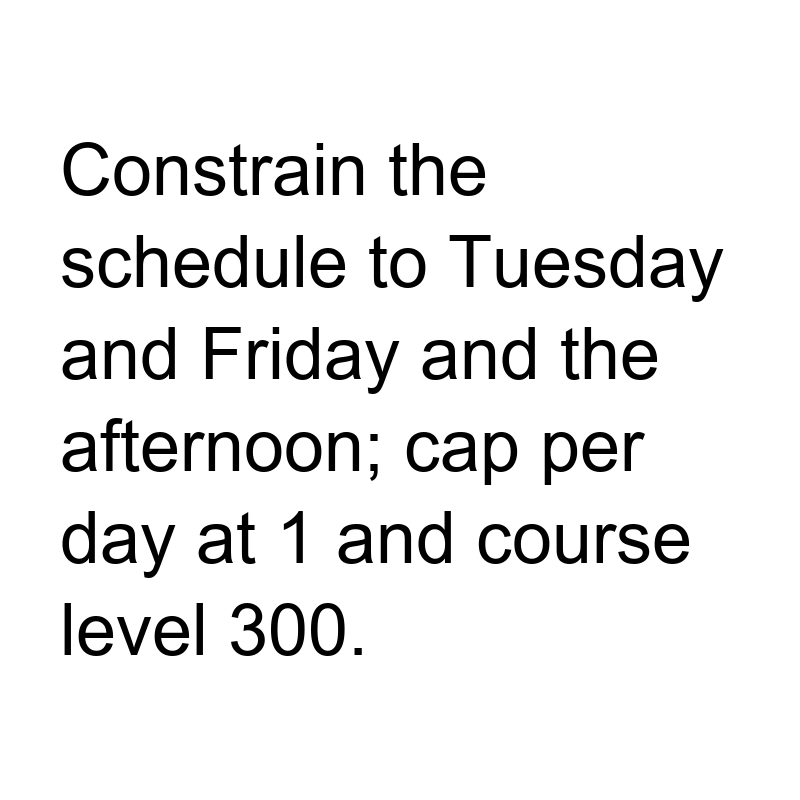 Constrain the
schedule to Tuesday
and Friday and the
afternoon; cap per
day at 1 and course
level 300.